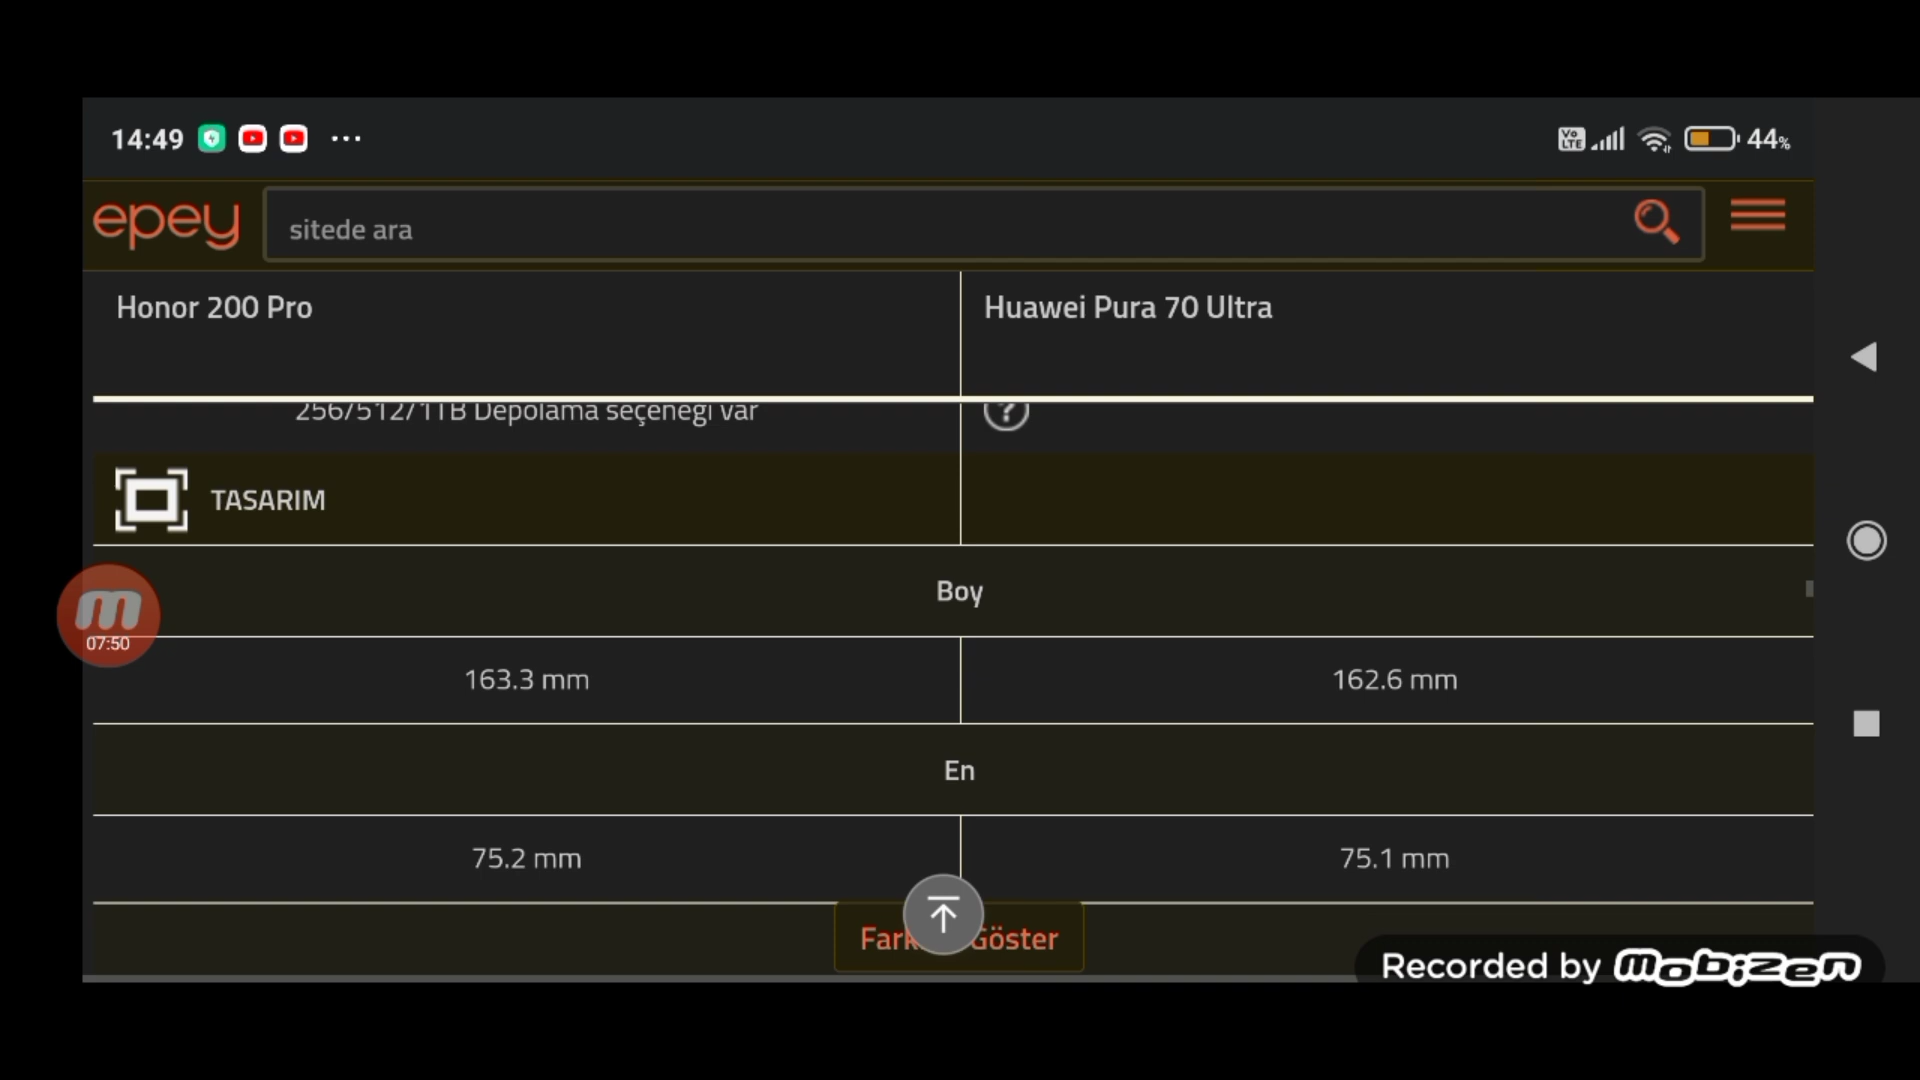 14:49 ... Vo LTE 44%
epey sitede ara
Honor 200 Pro Huawei Pura 70 Ultra
256/512/1TB Depolama seçeneği var ?
TASARIM
Boy
07:50
163.3 mm 162.6 mm
En
75.2 mm 75.1 mm
Göster
Recorded by mobizen